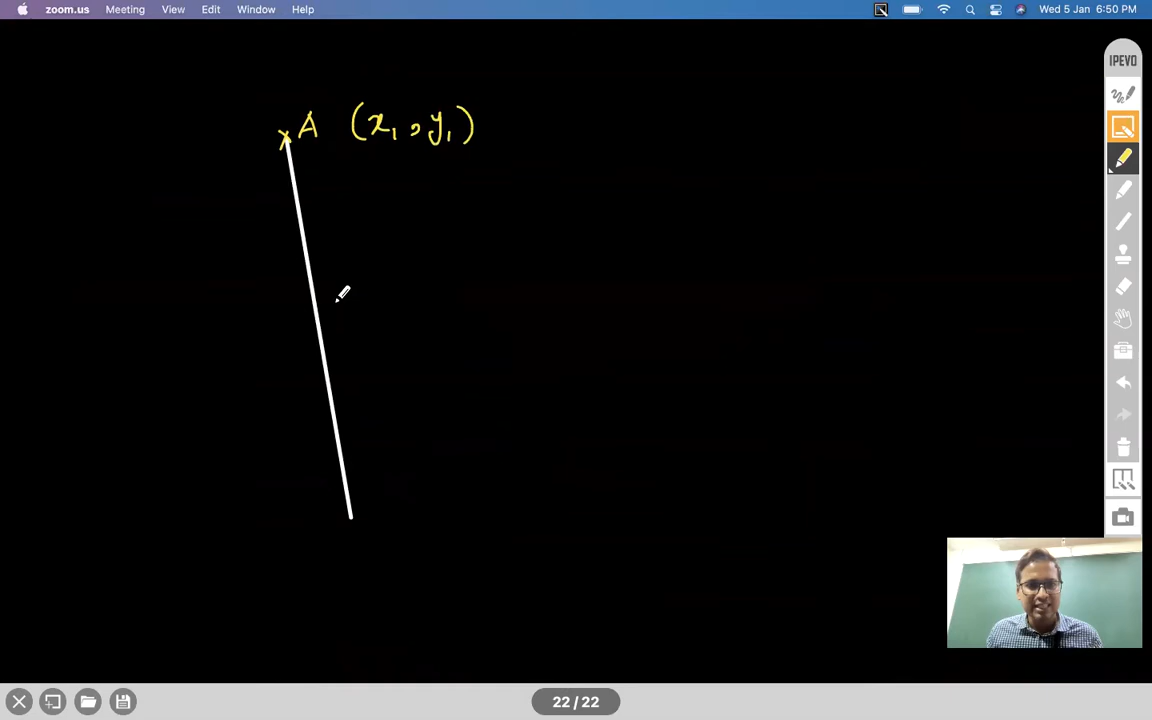 zoom.us Meeting View Edit Window Help Wed 5 Jan 6:50 PM
IPEVO
A (x₁, y₁)
22 / 22